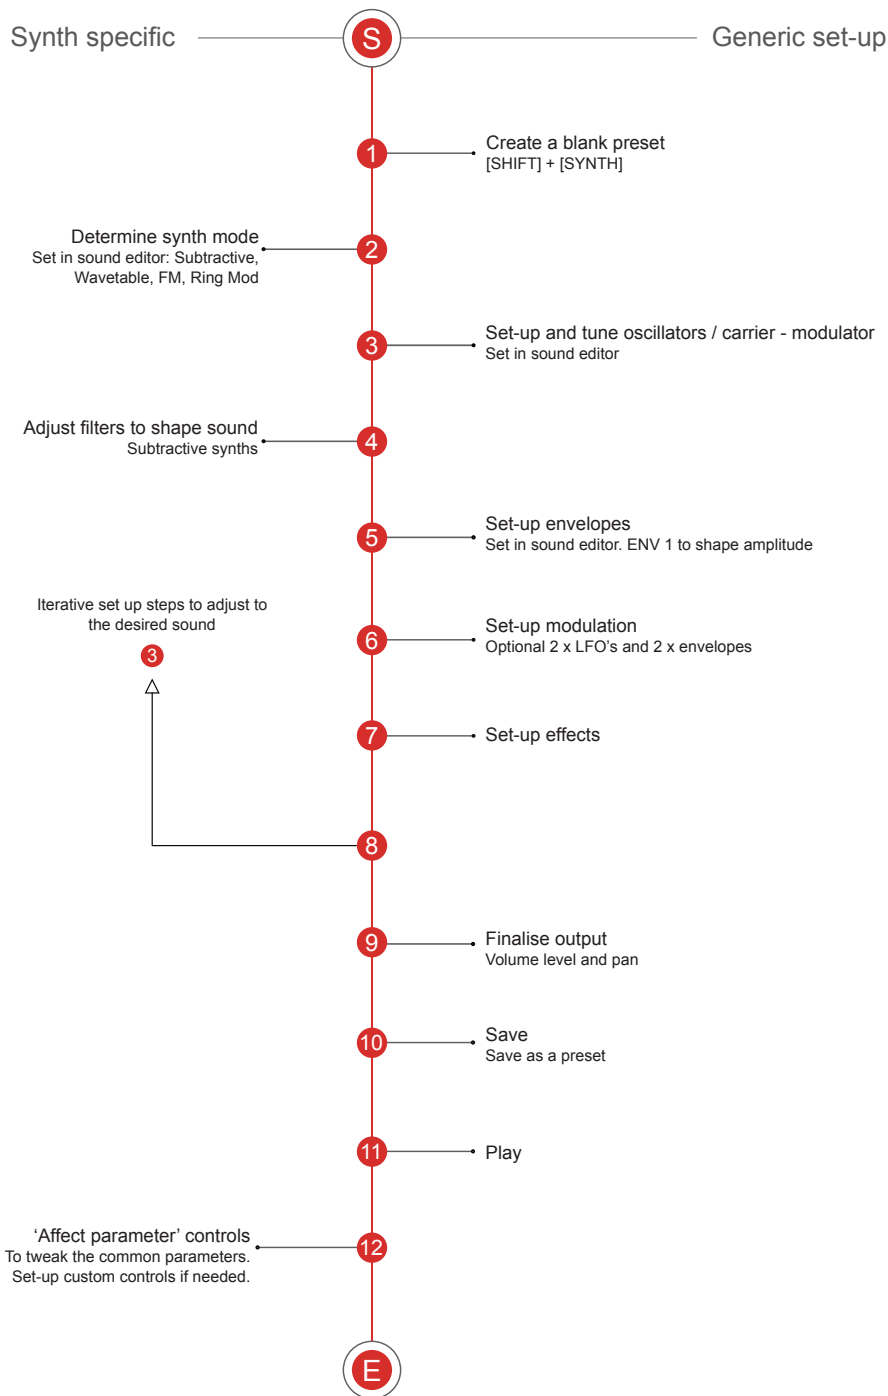 Synth specific
S
Generic set-up
1
Create a blank preset
[SHIFT] + [SYNTH]
Determine synth mode
Set in sound editor: Subtractive,
Wavetable, FM, Ring Mod
2
3
Set-up and tune oscillators / carrier - modulator
Set in sound editor
Adjust filters to shape sound
Subtractive synths
4
5
Set-up envelopes
Set in sound editor. ENV 1 to shape amplitude
Iterative set up steps to adjust to
the desired sound
3
6
Set-up modulation
Optional 2 x LFO's and 2 x envelopes
7
Set-up effects
8
9
Finalise output
Volume level and pan
10
Save
Save as a preset
11
Play
‘Affect parameter’ controls
To tweak the common parameters.
Set-up custom controls if needed.
12
E